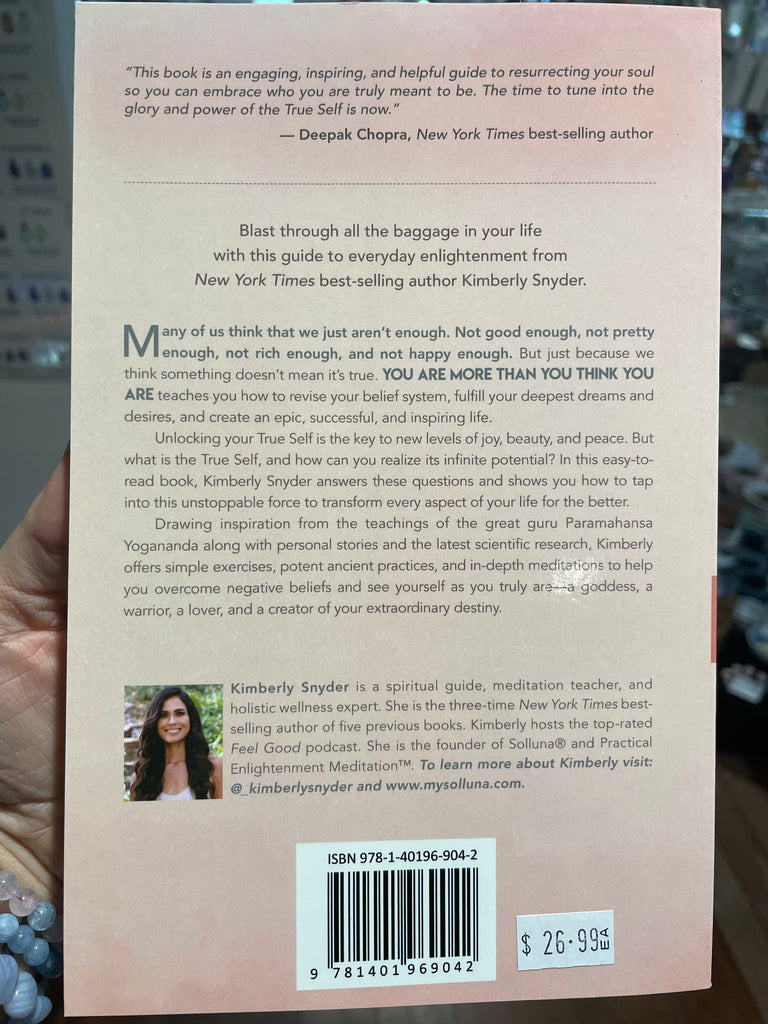 “This book is an engaging, inspiring, and helpful guide to resurrecting your soul
so you can embrace who you are truly meant to be. The time to tune into the
glory and power of the True Self is now.”
— Deepak Chopra, New York Times best-selling author
Blast through all the baggage in your life
with this guide to everyday enlightenment from
New York Times best-selling author Kimberly Snyder.
Many of us think that we just aren’t enough. Not good enough, not pretty
enough, not rich enough, and not happy enough. But just because we
think something doesn’t mean it’s true. YOU ARE MORE THAN YOU THINK YOU
ARE teaches you how to revise your belief system, fulfill your deepest dreams and
desires, and create an epic, successful, and inspiring life.
Unlocking your True Self is the key to new levels of joy, beauty, and peace. But
what is the True Self, and how can you realize its infinite potential? In this easy-to-
read book, Kimberly Snyder answers these questions and shows you how to tap
into this unstoppable force to transform every aspect of your life for the better.
Drawing inspiration from the teachings of the great guru Paramahansa
Yogananda along with personal stories and the latest scientific research, Kimberly
offers simple exercises, potent ancient practices, and in-depth meditations to help
you overcome negative beliefs and see yourself as you truly are—a goddess, a
warrior, a lover, and a creator of your extraordinary destiny.
Kimberly Snyder is a spiritual guide, meditation teacher, and
holistic wellness expert. She is the three-time New York Times best-
selling author of five previous books. Kimberly hosts the top-rated
Feel Good podcast. She is the founder of Solluna® and Practical
Enlightenment Meditation™. To learn more about Kimberly visit:
@_kimberlysnyder and www.mysolluna.com.
ISBN 978-1-40196-904-2
9 781401 969042
$ 26.99 EA